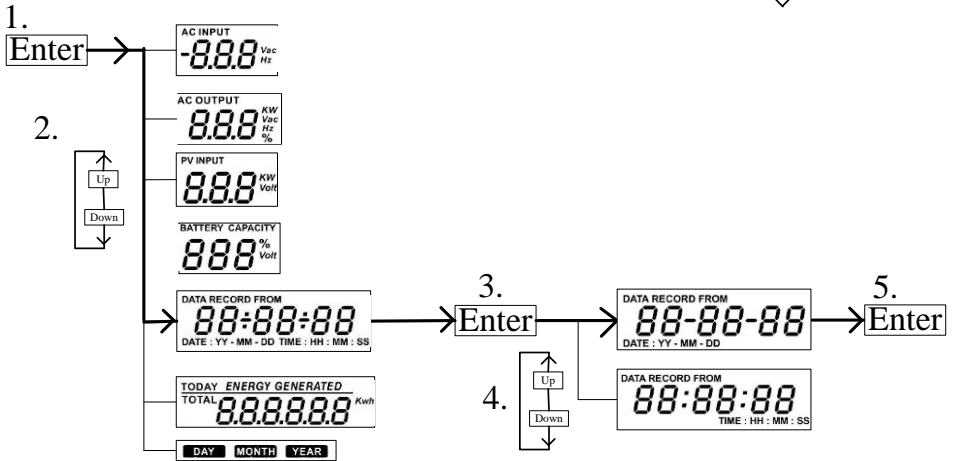 1.
Enter
2.
Up
Down
AC INPUT
-8.8.8 Vac
Hz
AC OUTPUT
8.8.8 KW
Vac
Hz
%
PV INPUT
8.8.8 KW
Volt
BATTERY CAPACITY
888 %
Volt
DATA RECORD FROM
88÷88÷88
DATE : YY - MM - DD TIME : HH : MM : SS
TODAY ENERGY GENERATED
TOTAL 8.8.8.8.8.8 Kwh
DAY MONTH YEAR
3.
Enter
4.
Up
Down
DATA RECORD FROM
88-88-88
DATE : YY - MM - DD
DATA RECORD FROM
88:88:88
TIME : HH : MM : SS
5.
Enter